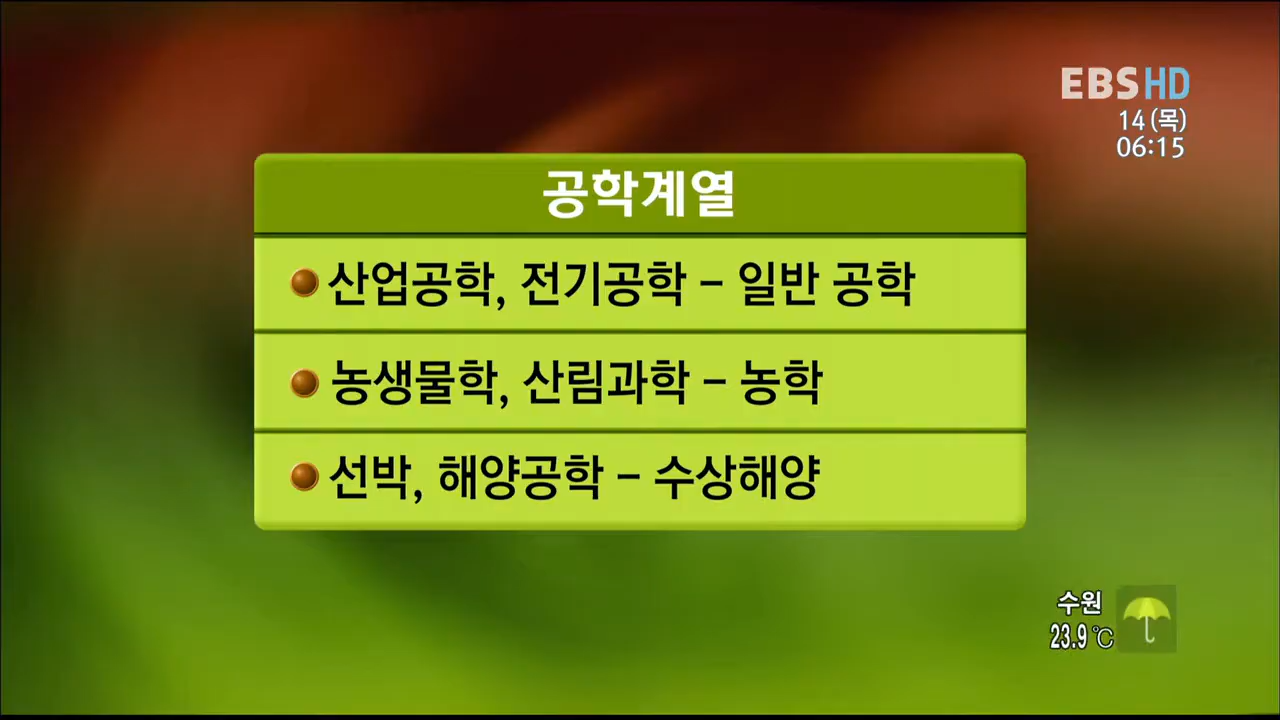 EBS HD
14(목)
06:15
공학계열
산업공학, 전기공학 – 일반 공학
농생물학, 산림과학 – 농학
선박, 해양공학 – 수상해양
수원
23.9℃